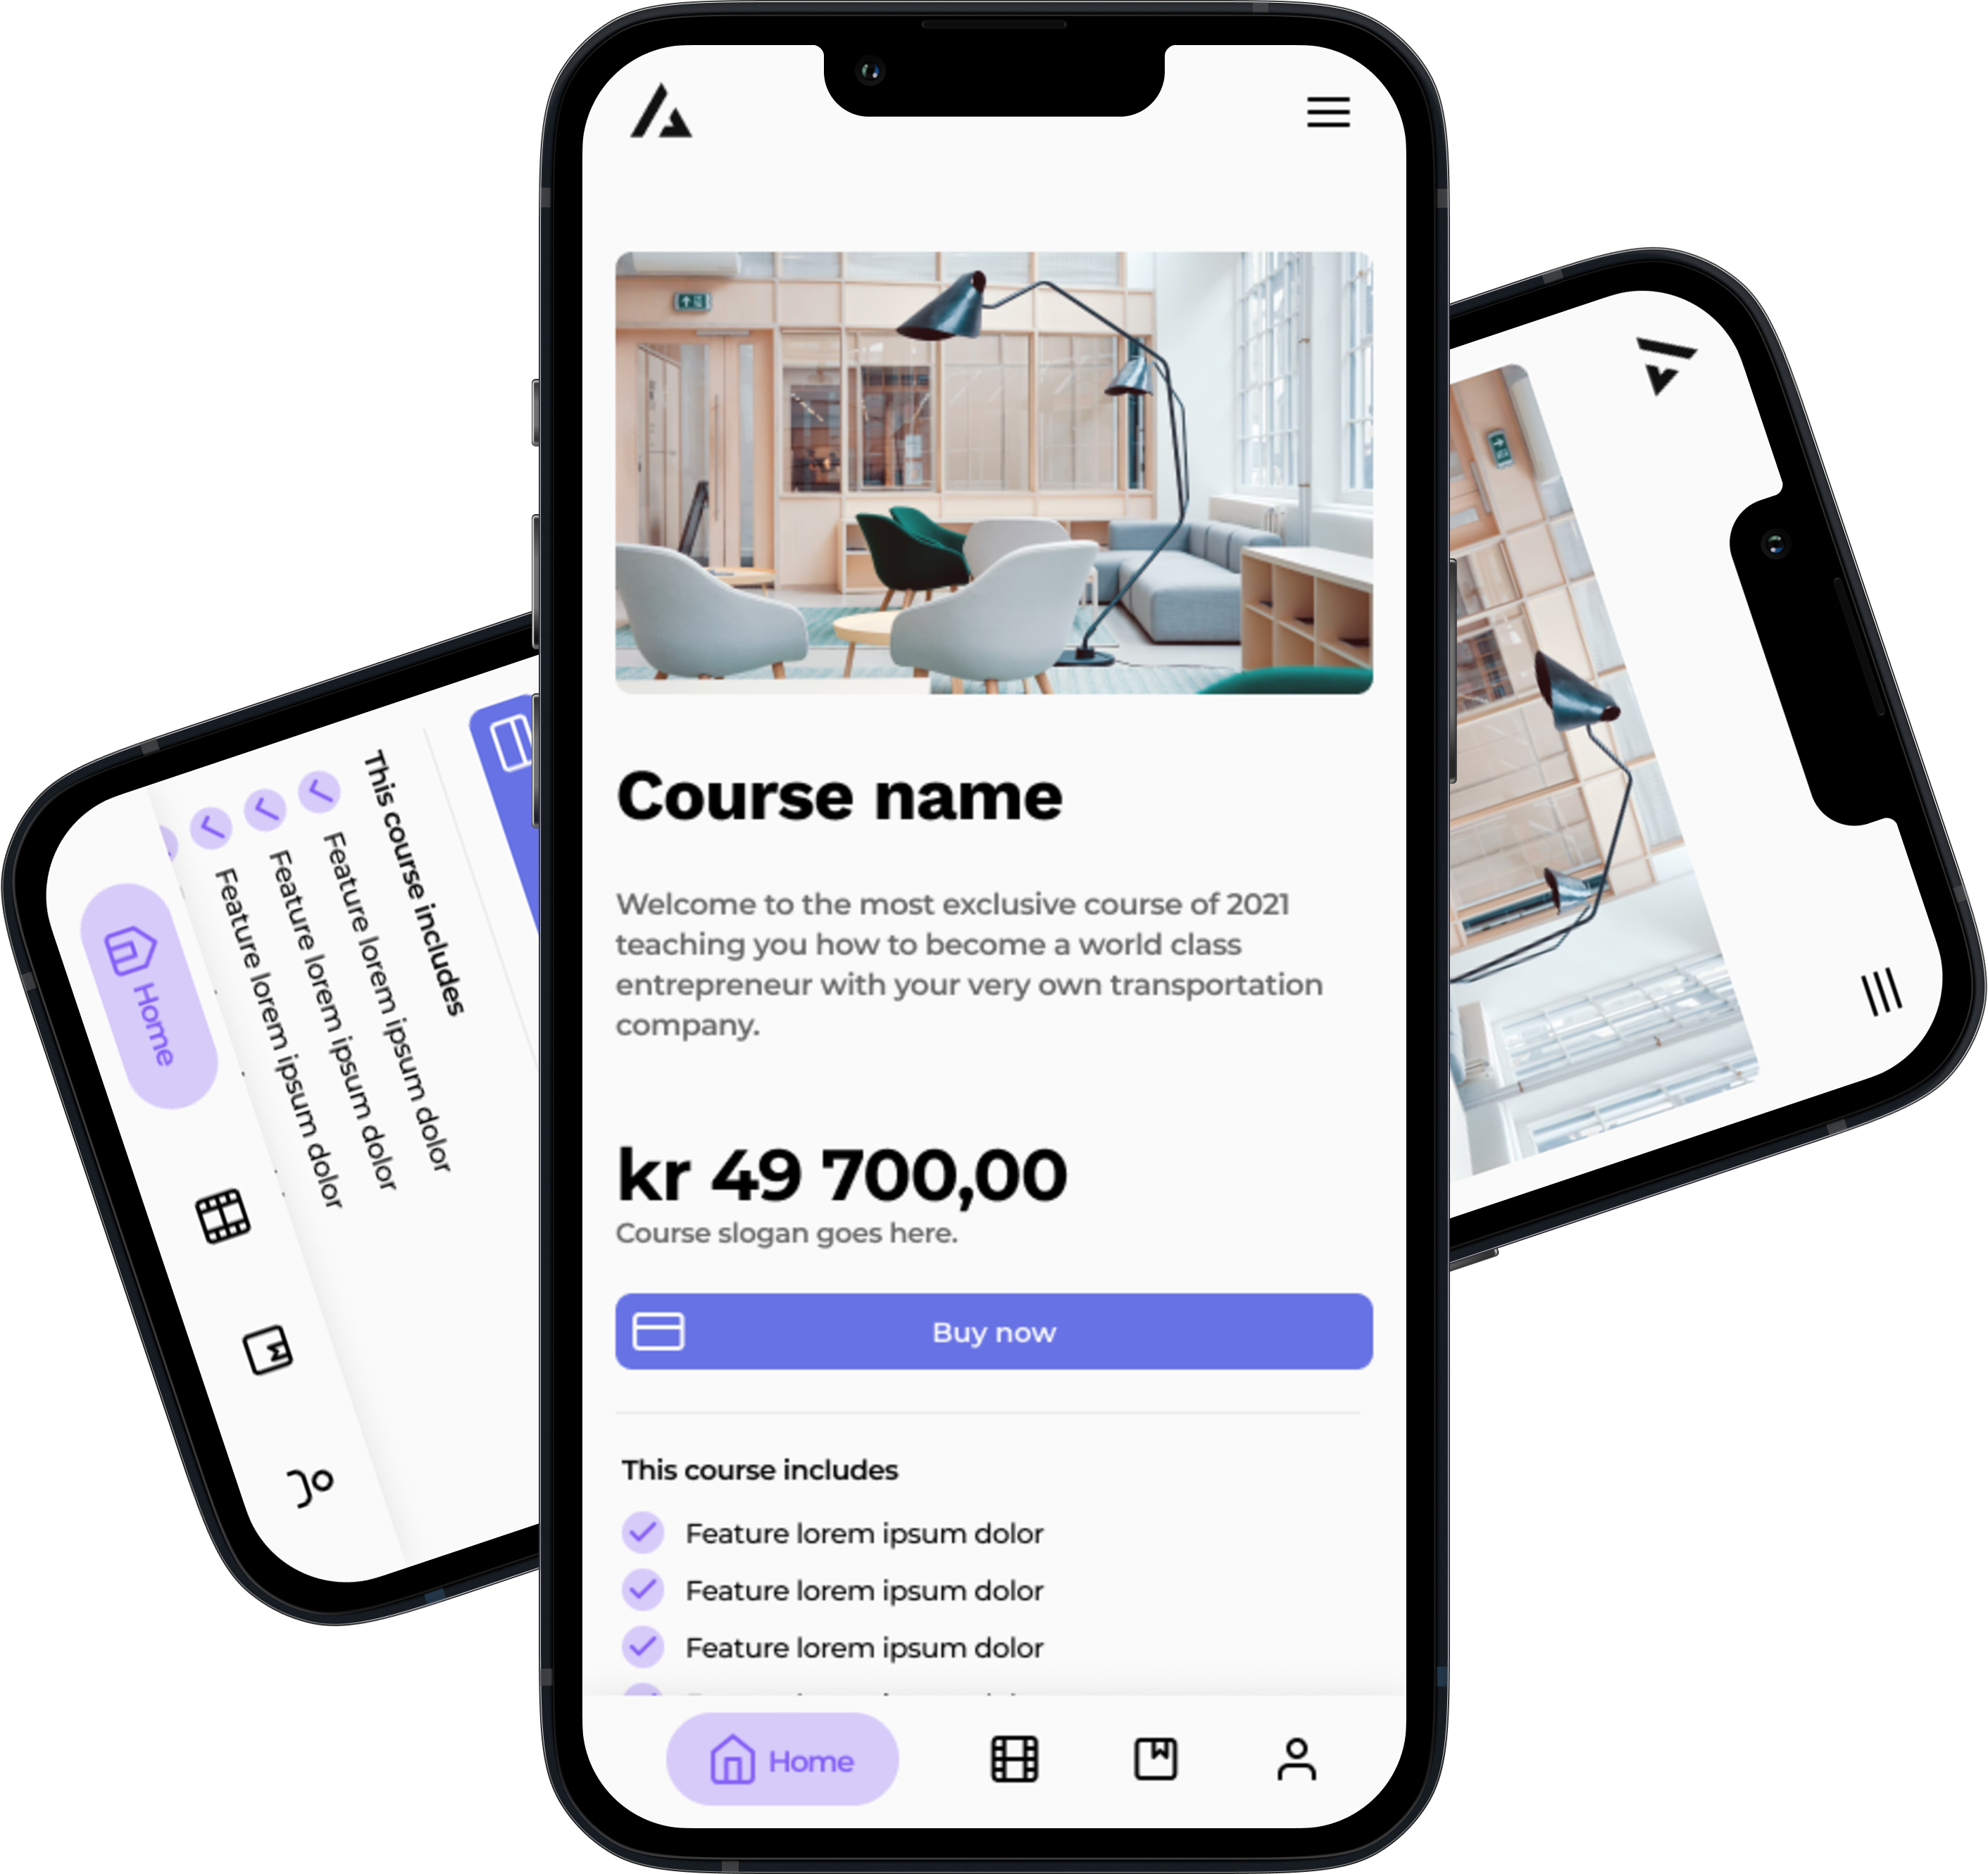 Course name
Welcome to the most exclusive course of 2021
teaching you how to become a world class
entrepreneur with your very own transportation
company.
kr 49 700,00
Course slogan goes here.
Buy now
This course includes
Feature lorem ipsum dolor
Feature lorem ipsum dolor
Feature lorem ipsum dolor
Home
This course includes
Feature lorem ipsum dolor
Feature lorem ipsum dolor
Feature lorem ipsum dolor
Home